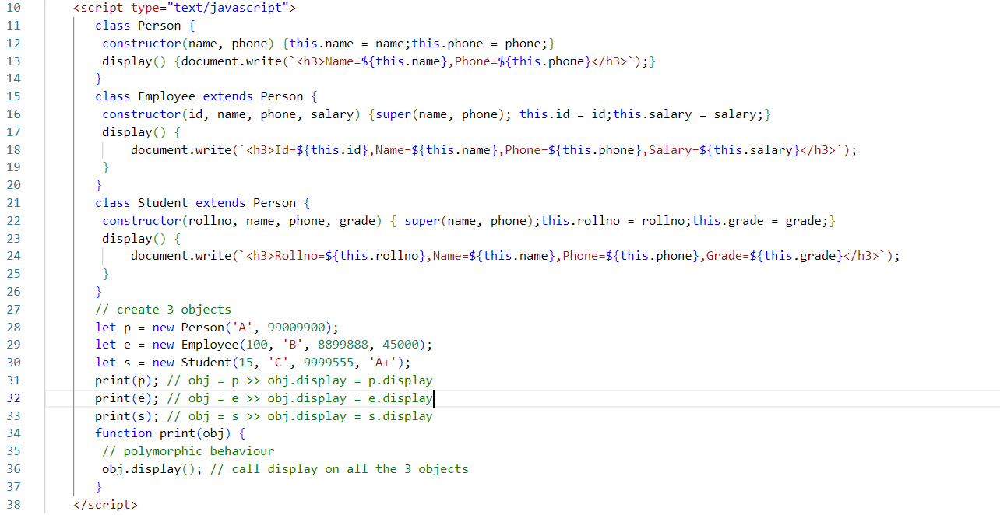 10 <script type="text/javascript">
11 class Person {
12 constructor(name, phone) {this.name = name;this.phone = phone;}
13 display() {document.write(`<h3>Name=${this.name},Phone=${this.phone}</h3>`);}
14 }
15 class Employee extends Person {
16 constructor(id, name, phone, salary) {super(name, phone); this.id = id;this.salary = salary;}
17 display() {
18 document.write(`<h3>Id=${this.id},Name=${this.name},Phone=${this.phone},Salary=${this.salary}</h3>`);
19 }
20 }
21 class Student extends Person {
22 constructor(rollno, name, phone, grade) { super(name, phone);this.rollno = rollno;this.grade = grade;}
23 display() {
24 document.write(`<h3>Rollno=${this.rollno},Name=${this.name},Phone=${this.phone},Grade=${this.grade}</h3>`);
25 }
26 }
27 // create 3 objects
28 let p = new Person('A', 99009900);
29 let e = new Employee(100, 'B', 8899888, 45000);
30 let s = new Student(15, 'C', 9999555, 'A+');
31 print(p); // obj = p >> obj.display = p.display
32 print(e); // obj = e >> obj.display = e.display
33 print(s); // obj = s >> obj.display = s.display
34 function print(obj) {
35 // polymorphic behaviour
36 obj.display(); // call display on all the 3 objects
37 }
38 </script>